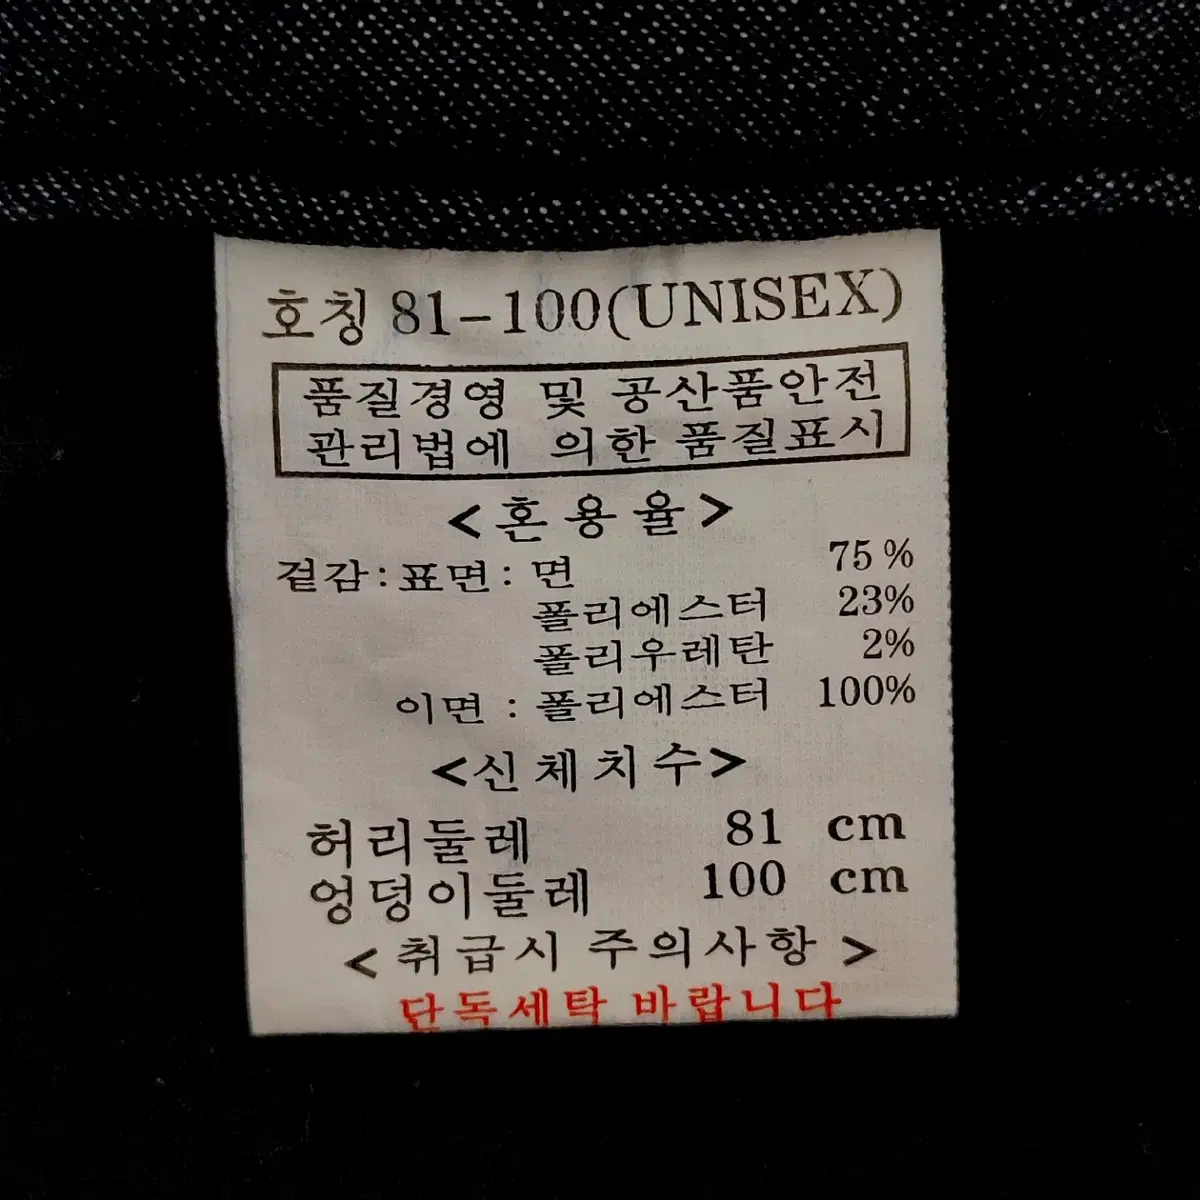 호칭 81-100(UNISEX)
품질경영 및 공산품안전
관리법에 의한 품질표시
<혼용율>
겉감:표면: 면 75%
폴리에스터 23%
폴리우레탄 2%
이면 : 폴리에스터 100%
<신체치수>
허리둘레 81 cm
엉덩이둘레 100 cm
<취급시 주의사항>
단독세탁 바랍니다